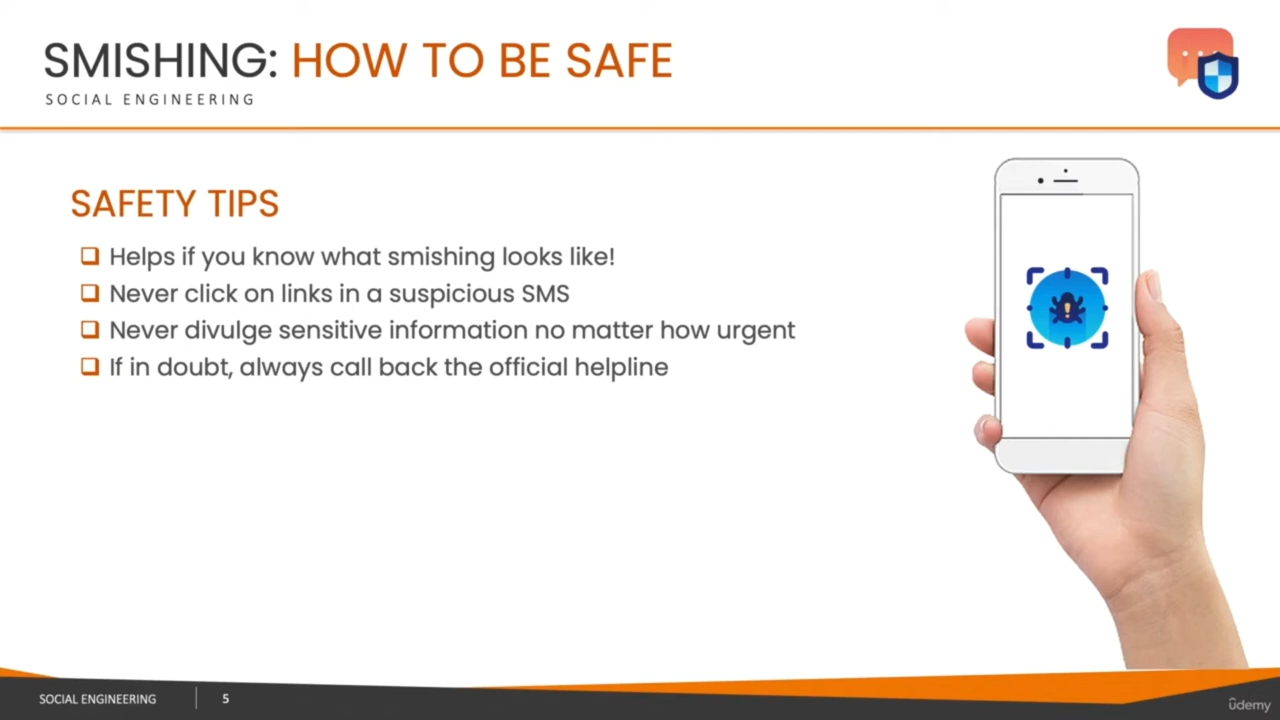 SMISHING: HOW TO BE SAFE
SOCIAL ENGINEERING
SAFETY TIPS
Helps if you know what smishing looks like!
Never click on links in a suspicious SMS
Never divulge sensitive information no matter how urgent
If in doubt, always call back the official helpline
SOCIAL ENGINEERING 5
ûdemy